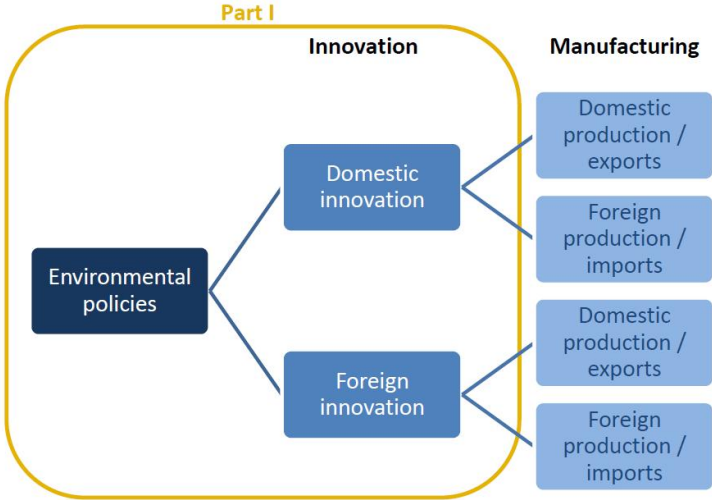 Part I
Innovation
Manufacturing
Domestic
production /
exports
Domestic
innovation
Foreign
production /
imports
Environmental
policies
Domestic
production /
exports
Foreign
innovation
Foreign
production /
imports